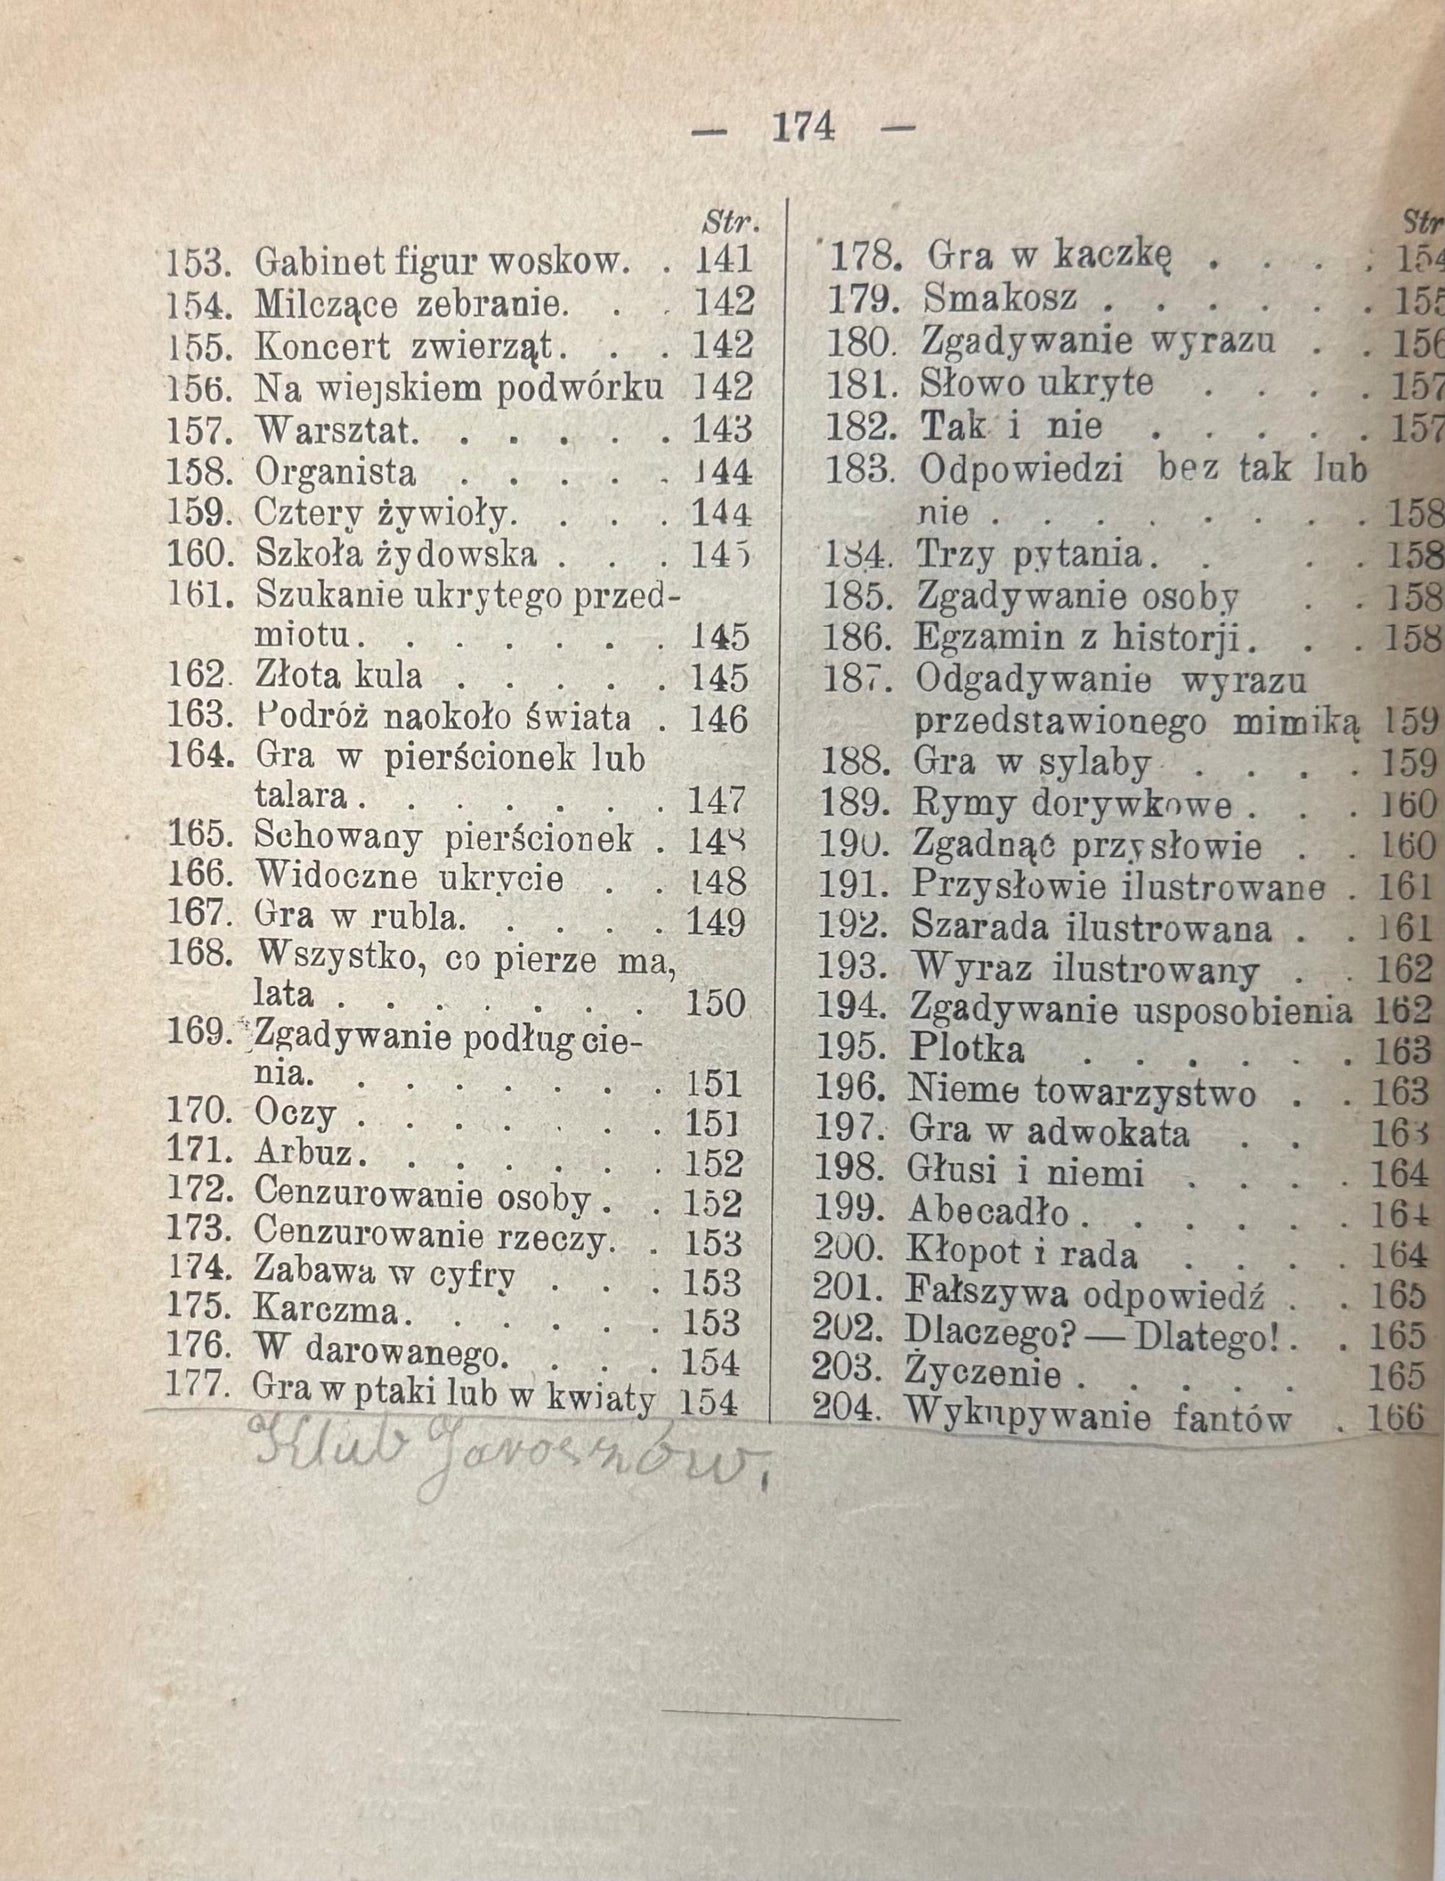 — 174 —
Str.
153. Gabinet figur woskow. . 141
154. Milczące zebranie. . . 142
155. Koncert zwierząt. . . 142
156. Na wiejskiem podwórku 142
157. Warsztat. . . . . . 143
158. Organista . . . . . 144
159. Cztery żywioły. . . . 144
160. Szkoła żydowska . . . 145
161. Szukanie ukrytego przed-
miotu. . . . . . . 145
162. Złota kula . . . . . 145
163. Podróż naokoło świata . 146
164. Gra w pierścionek lub
talara . . . . . . . 147
165. Schowany pierścionek . 148
166. Widoczne ukrycie . . 148
167. Gra w rubla. . . . . 149
168. Wszystko, co pierze ma,
lata . . . . . . . 150
169. Zgadywanie podług cie-
nia. . . . . . . . 151
170. Oczy . . . . . . . 151
171. Arbuz. . . . . . . 152
172. Cenzurowanie osoby . . 152
173. Cenzurowanie rzeczy. . 153
174. Zabawa w cyfry . . . 153
175. Karczma. . . . . . 153
176. W darowanego. . . . 154
177. Gra w ptaki lub w kwiaty 154
Klub Jaroszów.
Str
178. Gra w kaczkę . . . . 154
179. Smakosz . . . . . . 155
180. Zgadywanie wyrazu . . 156
181. Słowo ukryte . . . . 157
182. Tak i nie . . . . . 157
183. Odpowiedzi bez tak lub
nie . . . . . . . . 158
184. Trzy pytania. . . . 158
185. Zgadywanie osoby . . 158
186. Egzamin z historji. . . 158
187. Odgadywanie wyrazu
przedstawionego mimiką 159
188. Gra w sylaby . . . . 159
189. Rymy dorywkowe . . . 160
190. Zgadnąć przysłowie . . 160
191. Przysłowie ilustrowane . 161
192. Szarada ilustrowana . . 161
193. Wyraz ilustrowany . . 162
194. Zgadywanie usposobienia 162
195. Plotka . . . . . . 163
196. Nieme towarzystwo . . 163
197. Gra w adwokata . . 163
198. Głusi i niemi . . . . 164
199. Abecadło . . . . . . 164
200. Kłopot i rada . . . . 164
201. Fałszywa odpowiedź . . 165
202. Dlaczego? — Dlatego! . . 165
203. Życzenie . . . . . 165
204. Wykupywanie fantów . 166